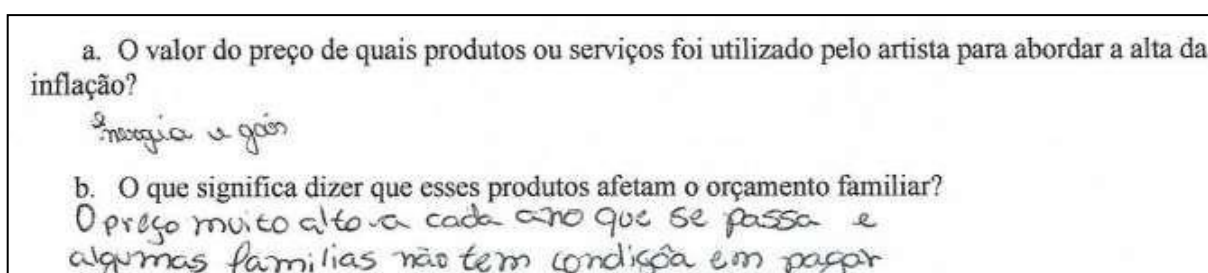 a. O valor do preço de quais produtos ou serviços foi utilizado pelo artista para abordar a alta da
inflação?
Energia e gás
b. O que significa dizer que esses produtos afetam o orçamento familiar?
O preço muito alto a cada ano que se passa e
algumas familias não tem condição em pagar